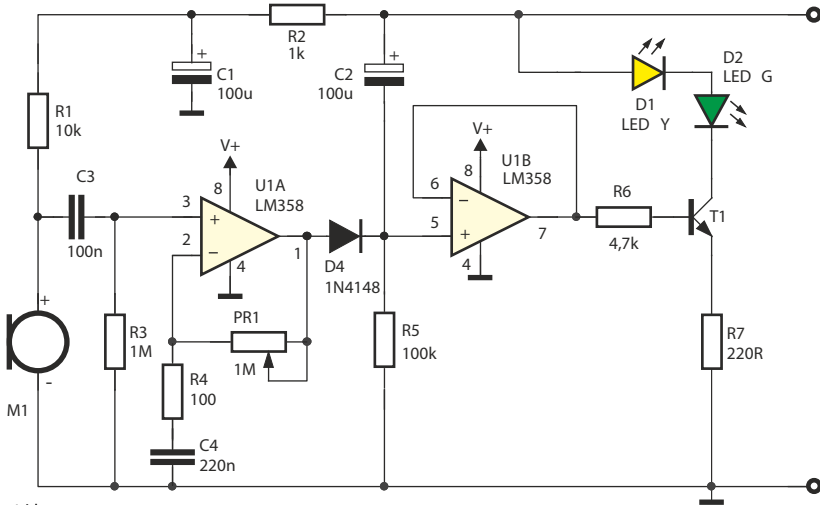 R2
1k
+
C1
100u
+
C2
100u
D1
LED Y
D2
LED G
R1
10k
C3
100n
V+
8
U1A
LM358
3
+
2
−
1
4
D4
1N4148
V+
8
U1B
LM358
6
−
5
+
7
4
R6
4,7k
T1
+
M1
-
R3
1M
PR1
1M
R4
100
C4
220n
R5
100k
R7
220R